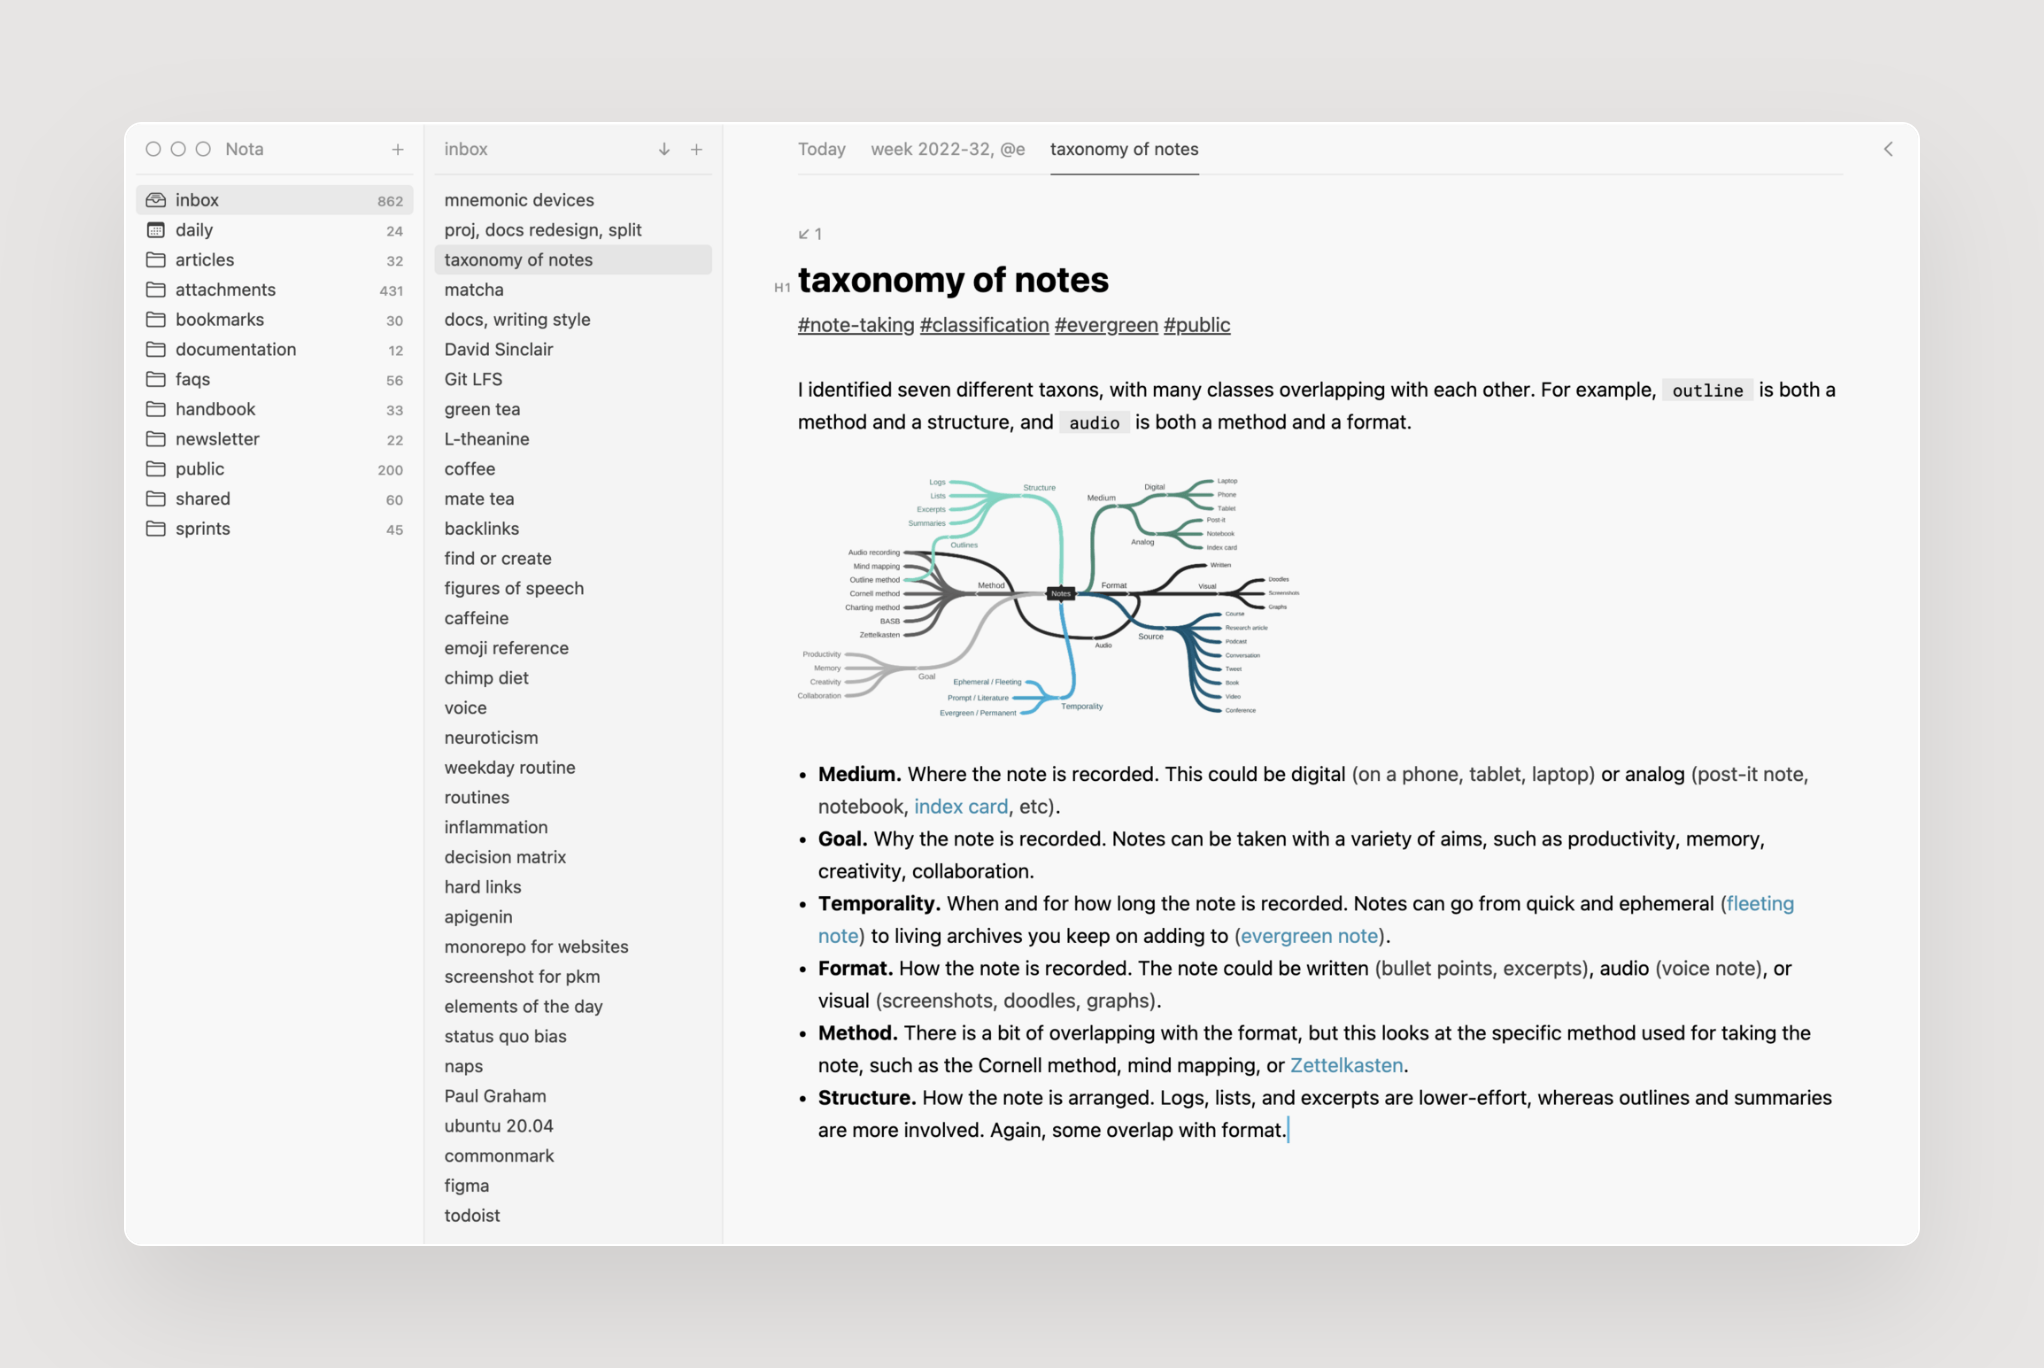 Nota
inbox 862
daily 24
articles 32
attachments 431
bookmarks 30
documentation 12
faqs 56
handbook 33
newsletter 22
public 200
shared 60
sprints 45
inbox
mnemonic devices
proj, docs redesign, split
taxonomy of notes
matcha
docs, writing style
David Sinclair
Git LFS
green tea
L-theanine
coffee
mate tea
backlinks
find or create
figures of speech
caffeine
emoji reference
chimp diet
voice
neuroticism
weekday routine
routines
inflammation
decision matrix
hard links
apigenin
monorepo for websites
screenshot for pkm
elements of the day
status quo bias
naps
Paul Graham
ubuntu 20.04
commonmark
figma
todoist
Today week 2022-32, @e taxonomy of notes
1
H1 taxonomy of notes
#note-taking #classification #evergreen #public
I identified seven different taxons, with many classes overlapping with each other. For example, outline is both a
method and a structure, and audio is both a method and a format.
Logs
Lists
Excerpts
Summaries
Structure
Outlines
Audio recording
Mind mapping
Outline method
Cornell method
Charting method
BASB
Zettelkasten
Method
Productivity
Memory
Creativity
Collaboration
Goal
Ephemeral / Fleeting
Prompt / Literature
Evergreen / Permanent
Temporality
Notes
Medium
Digital
Laptop
Phone
Tablet
Analog
Post-it
Notebook
Index card
Format
Written
Visual
Doodles
Screenshots
Graphs
Audio
Source
Course
Research article
Podcast
Conversation
Tweet
Book
Video
Conference
• Medium. Where the note is recorded. This could be digital (on a phone, tablet, laptop) or analog (post-it note,
notebook, index card, etc).
• Goal. Why the note is recorded. Notes can be taken with a variety of aims, such as productivity, memory,
creativity, collaboration.
• Temporality. When and for how long the note is recorded. Notes can go from quick and ephemeral (fleeting
note) to living archives you keep on adding to (evergreen note).
• Format. How the note is recorded. The note could be written (bullet points, excerpts), audio (voice note), or
visual (screenshots, doodles, graphs).
• Method. There is a bit of overlapping with the format, but this looks at the specific method used for taking the
note, such as the Cornell method, mind mapping, or Zettelkasten.
• Structure. How the note is arranged. Logs, lists, and excerpts are lower-effort, whereas outlines and summaries
are more involved. Again, some overlap with format.